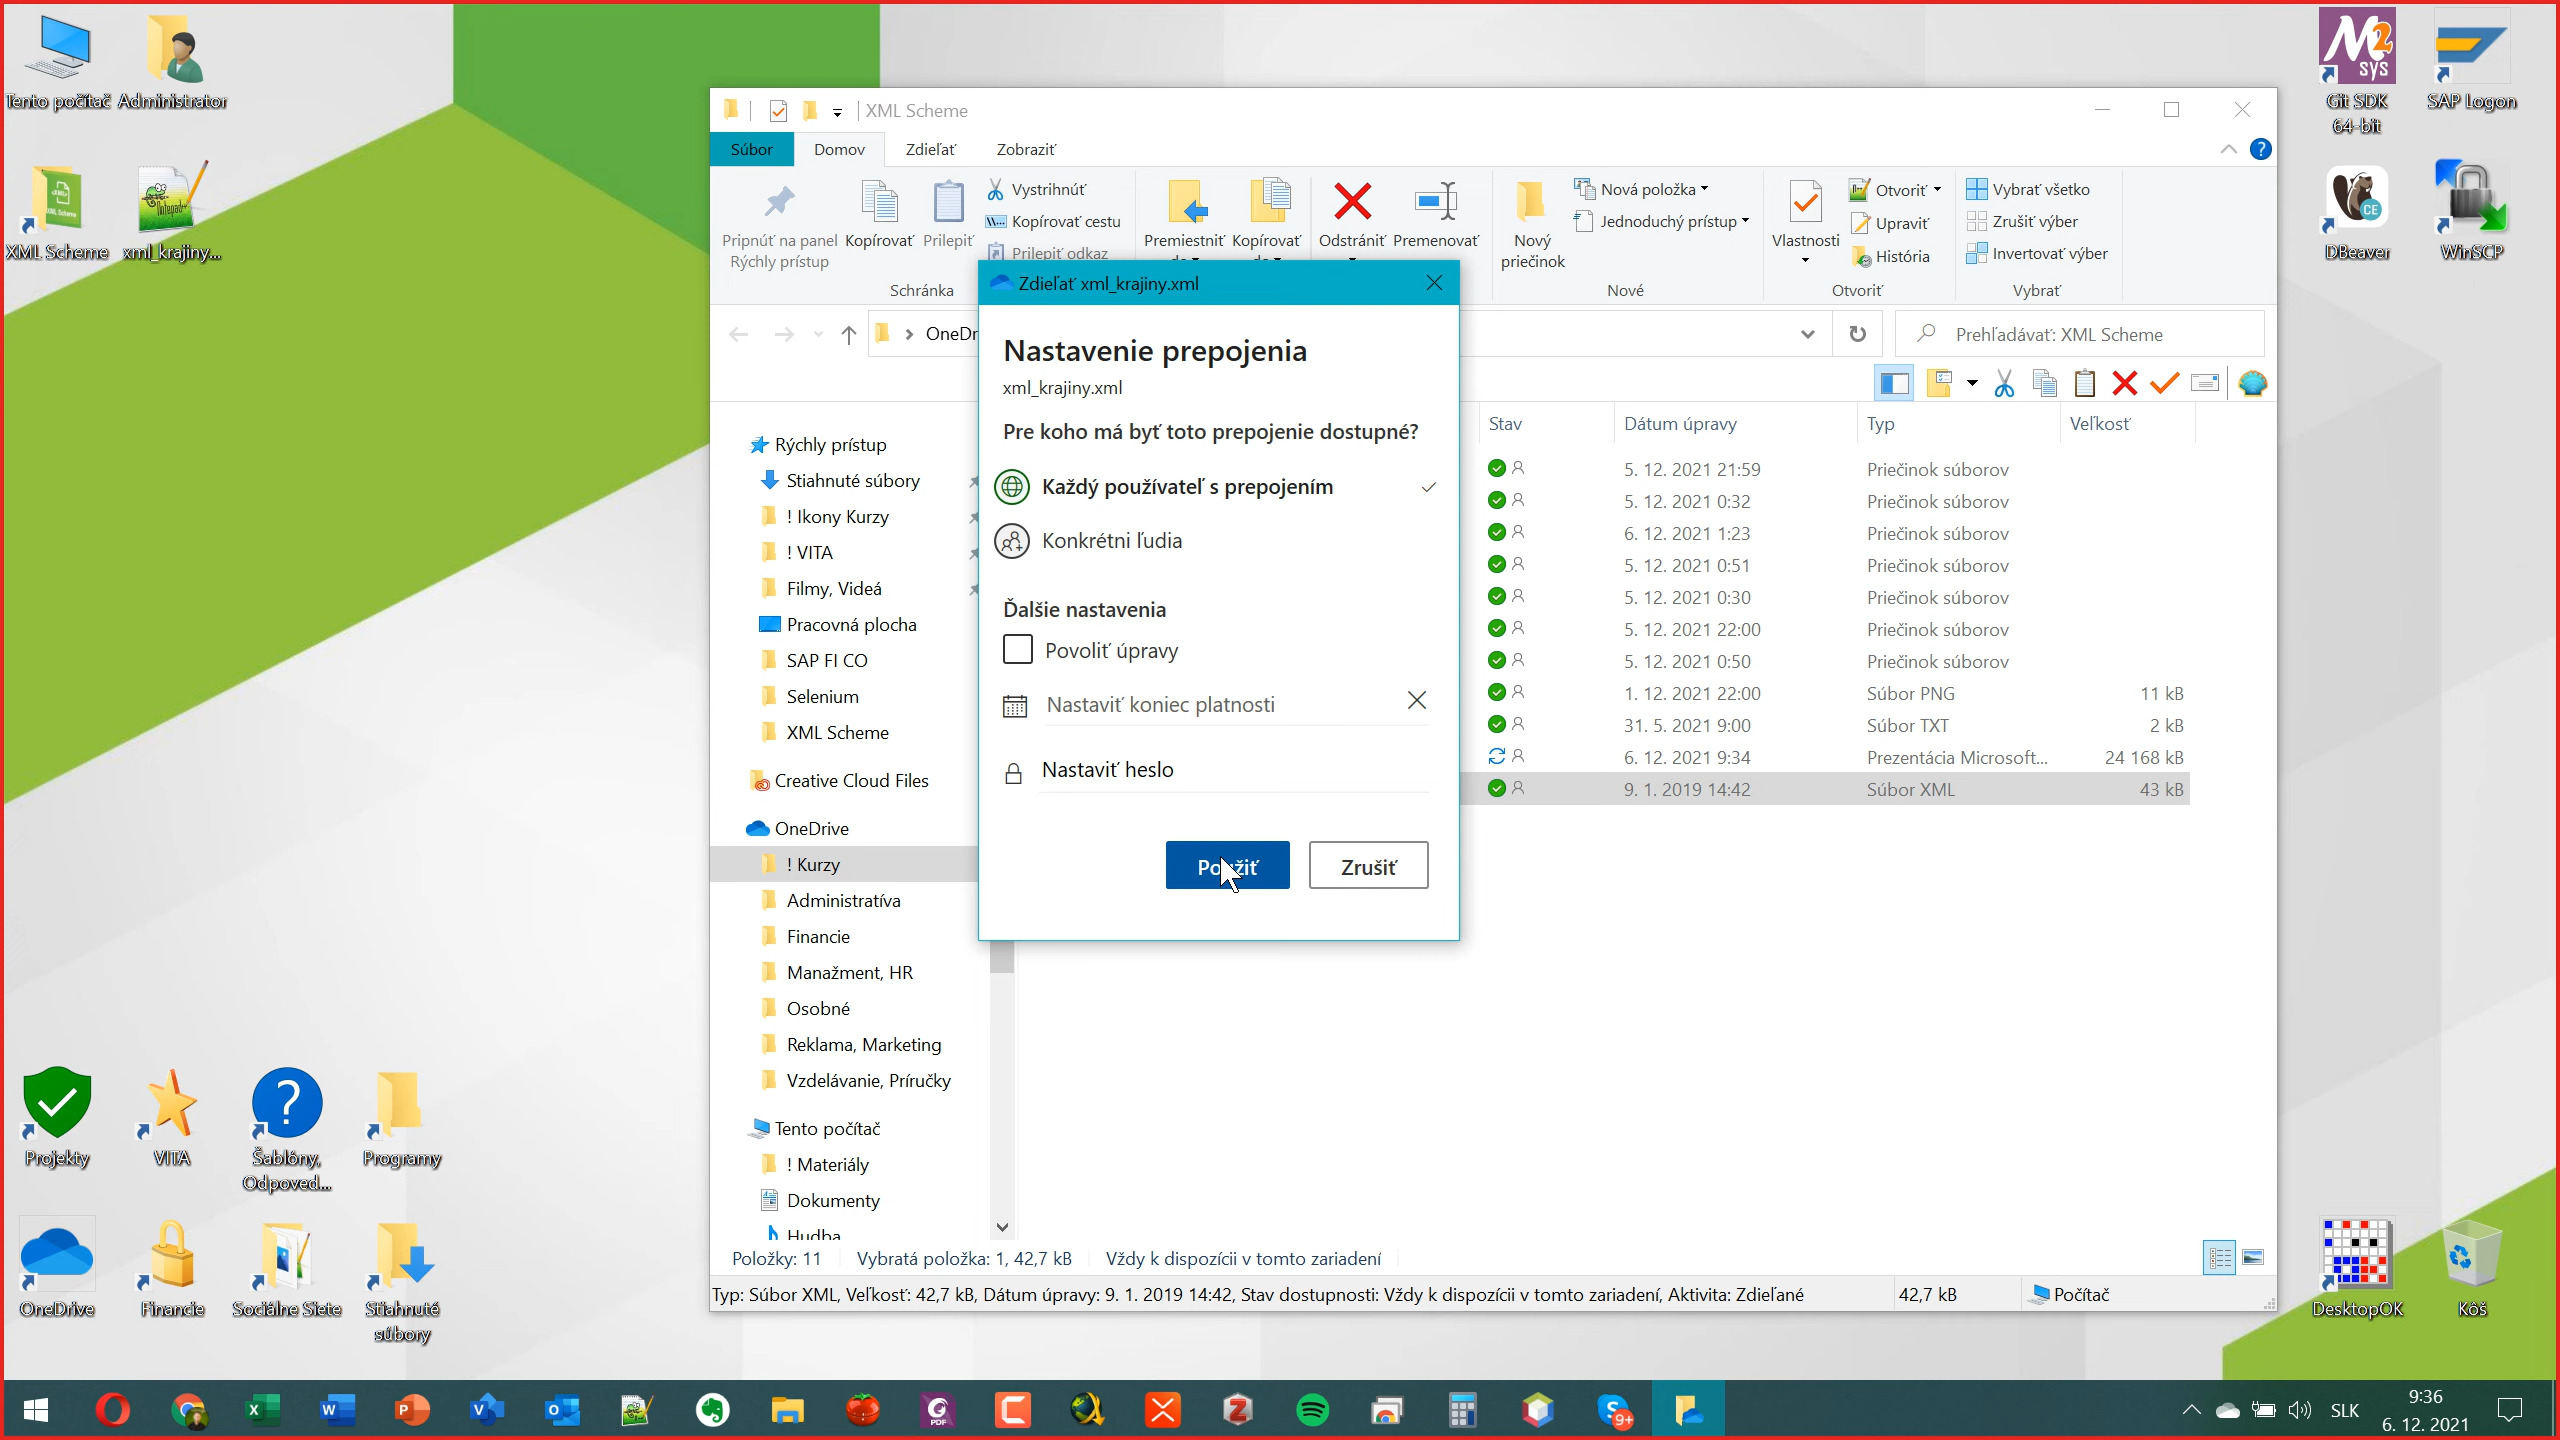 Tento počítač
Administrator
XML Scheme
xml_krajiny...
Git SDK
64-bit
SAP Logon
DBeaver
WinSCP
XML Scheme
Súbor
Domov
Zdieľať
Zobraziť
Pripnúť na panel
Rýchly prístup
Kopírovať
Prilepiť
Vystrihnúť
Kopírovať cestu
Prilepiť odkaz
Schránka
Premiestniť
Kopírovať
Odstrániť
Premenovať
Nový
priečinok
Nová položka
Jednoduchý prístup
Nové
Vlastnosti
Otvoriť
Upraviť
História
Otvoriť
Vybrať všetko
Zrušiť výber
Invertovať výber
Vybrať
Prehľadávať: XML Scheme
Rýchly prístup
Stiahnuté súbory
! Ikony Kurzy
! VITA
Filmy, Videá
Pracovná plocha
SAP FI CO
Selenium
XML Scheme
Creative Cloud Files
OneDrive
! Kurzy
Administratíva
Financie
Manažment, HR
Osobné
Reklama, Marketing
Vzdelávanie, Príručky
Tento počítač
! Materiály
Dokumenty
Hudba
Zdieľať xml_krajiny.xml
Nastavenie prepojenia
xml_krajiny.xml
Pre koho má byť toto prepojenie dostupné?
Každý používateľ s prepojením
Konkrétni ľudia
Ďalšie nastavenia
Povoliť úpravy
Nastaviť koniec platnosti
Nastaviť heslo
Zrušiť
Stav Dátum úpravy Typ Veľkosť
5. 12. 2021 21:59 Priečinok súborov
5. 12. 2021 0:32 Priečinok súborov
6. 12. 2021 1:23 Priečinok súborov
5. 12. 2021 0:51 Priečinok súborov
5. 12. 2021 0:30 Priečinok súborov
5. 12. 2021 22:00 Priečinok súborov
5. 12. 2021 0:50 Priečinok súborov
1. 12. 2021 22:00 Súbor PNG 11 kB
31. 5. 2021 9:00 Súbor TXT 2 kB
6. 12. 2021 9:34 Prezentácia Microsoft... 24 168 kB
9. 1. 2019 14:42 Súbor XML 43 kB
Položky: 11 Vybratá položka: 1, 42,7 kB Vždy k dispozícii v tomto zariadení
Typ: Súbor XML, Veľkosť: 42,7 kB, Dátum úpravy: 9. 1. 2019 14:42, Stav dostupnosti: Vždy k dispozícii v tomto zariadení, Aktivita: Zdieľané 42,7 kB Počítač
Projekty
VITA
Šablóny,
Odpoved...
Programy
OneDrive
Financie
Sociálne Siete
Stiahnuté
súbory
DesktopOK
Kôš
SLK
9:36
6. 12. 2021